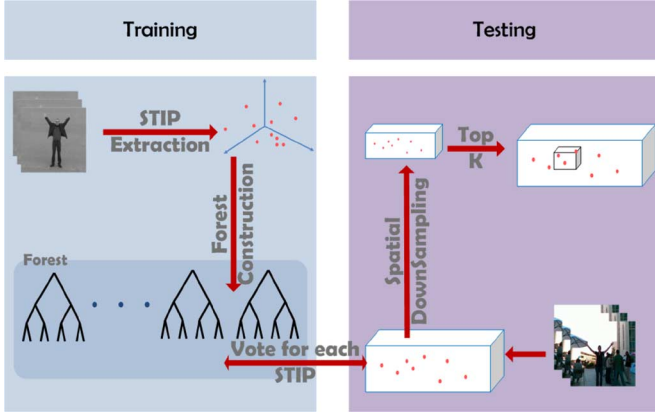 Training
Testing
STIP
Extraction
Top
K
Forest
Construction
Spatial
DownSampling
Forest
Vote for each
STIP